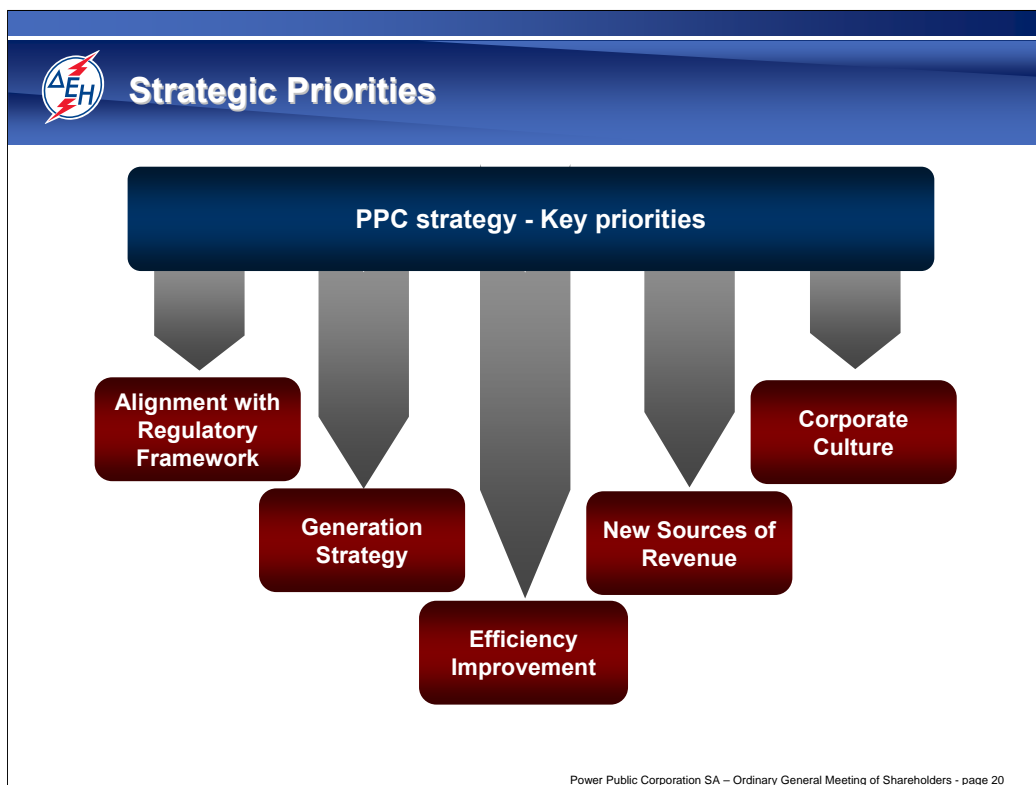 ΔΕΗ
Strategic Priorities
PPC strategy - Key priorities
Alignment with
Regulatory
Framework
Generation
Strategy
Efficiency
Improvement
New Sources of
Revenue
Corporate
Culture
Power Public Corporation SA – Ordinary General Meeting of Shareholders - page 20